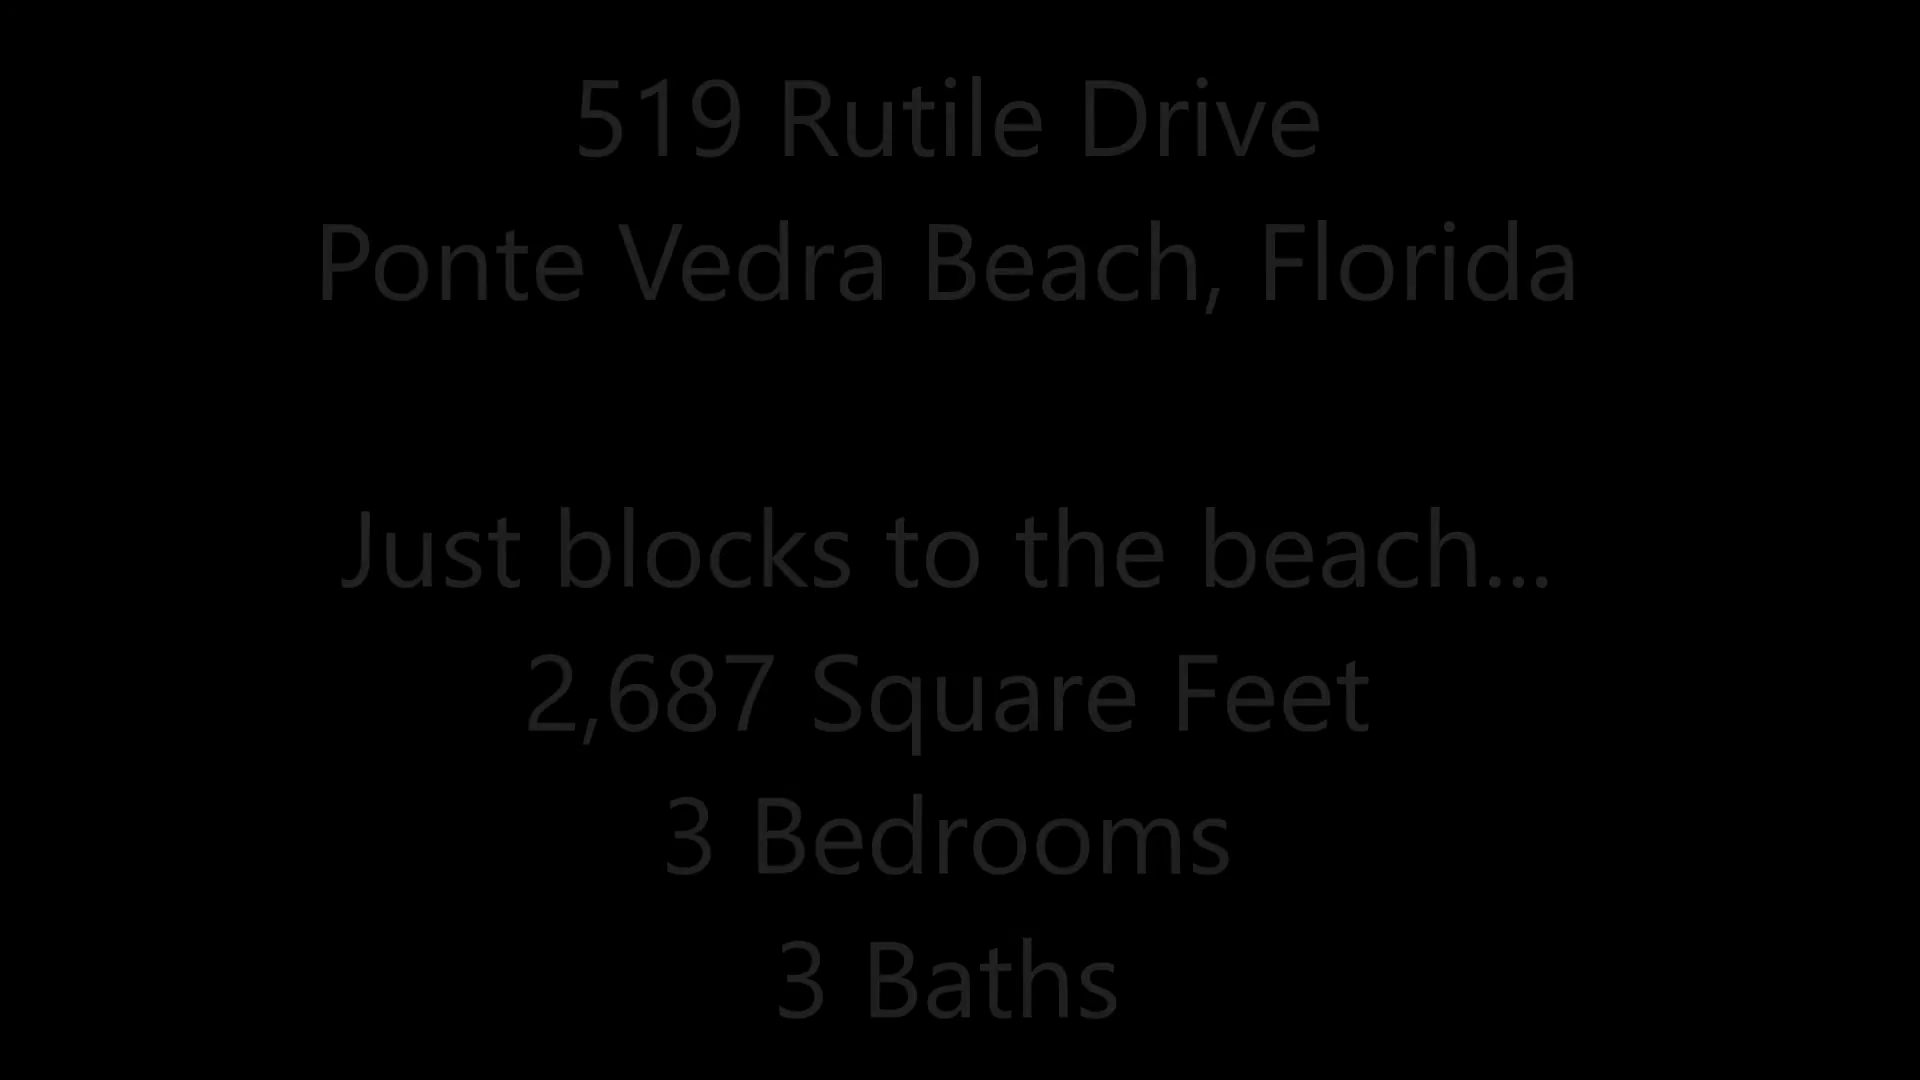 519 Rutile Drive
Ponte Vedra Beach, Florida
Just blocks to the beach...
2,687 Square Feet
3 Bedrooms
3 Baths